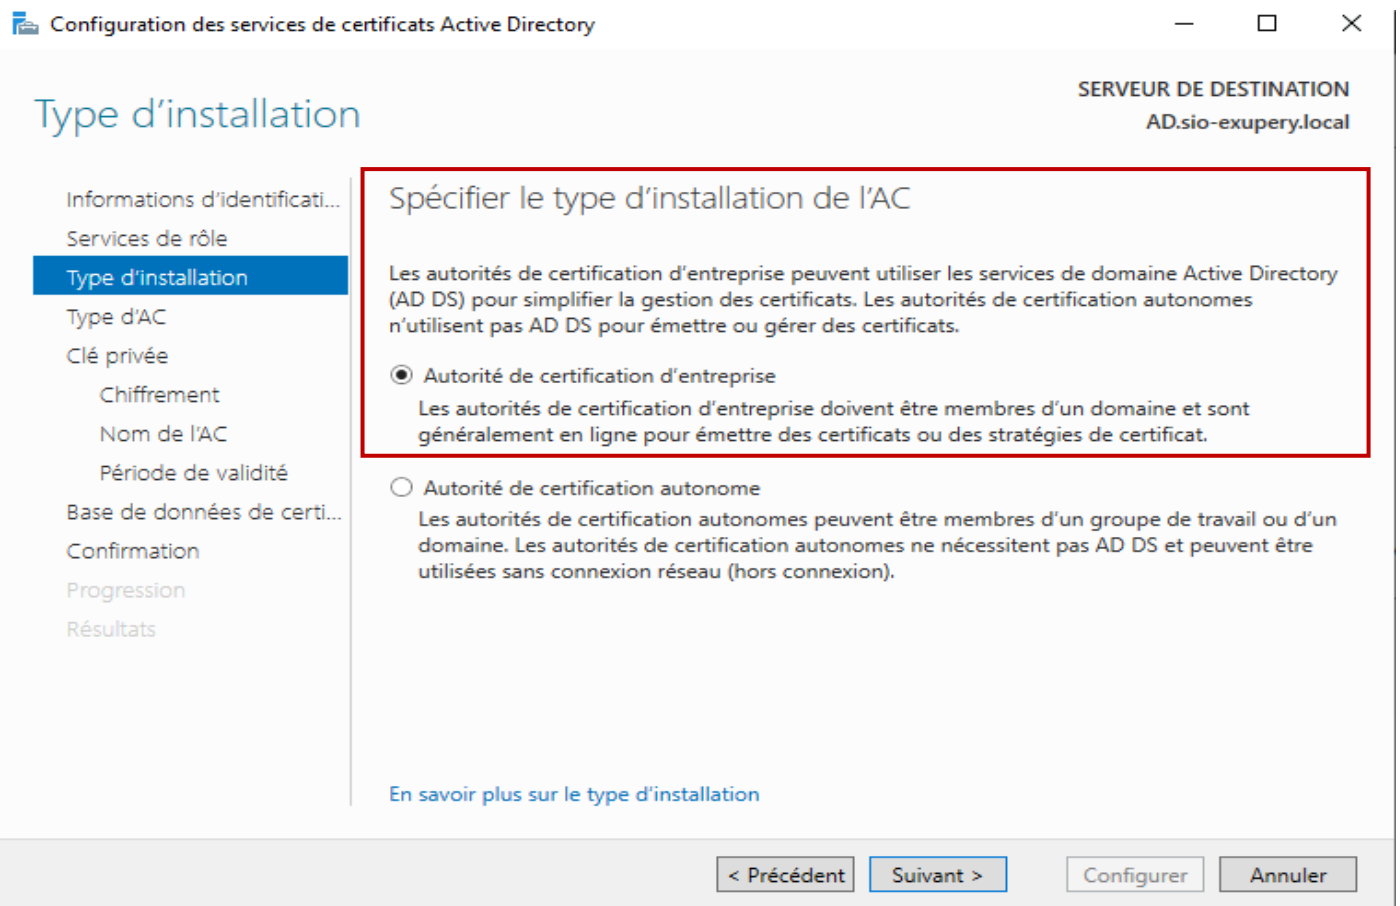 Configuration des services de certificats Active Directory
Type d’installation
SERVEUR DE DESTINATION
AD.sio-exupery.local
Informations d’identificati...
Services de rôle
Type d’installation
Type d’AC
Clé privée
Chiffrement
Nom de l’AC
Période de validité
Base de données de certi...
Confirmation
Progression
Résultats
Spécifier le type d’installation de l’AC
Les autorités de certification d’entreprise peuvent utiliser les services de domaine Active Directory
(AD DS) pour simplifier la gestion des certificats. Les autorités de certification autonomes
n’utilisent pas AD DS pour émettre ou gérer des certificats.
Autorité de certification d’entreprise
Les autorités de certification d’entreprise doivent être membres d’un domaine et sont
généralement en ligne pour émettre des certificats ou des stratégies de certificat.
Autorité de certification autonome
Les autorités de certification autonomes peuvent être membres d’un groupe de travail ou d’un
domaine. Les autorités de certification autonomes ne nécessitent pas AD DS et peuvent être
utilisées sans connexion réseau (hors connexion).
En savoir plus sur le type d’installation
< Précédent
Suivant >
Configurer
Annuler